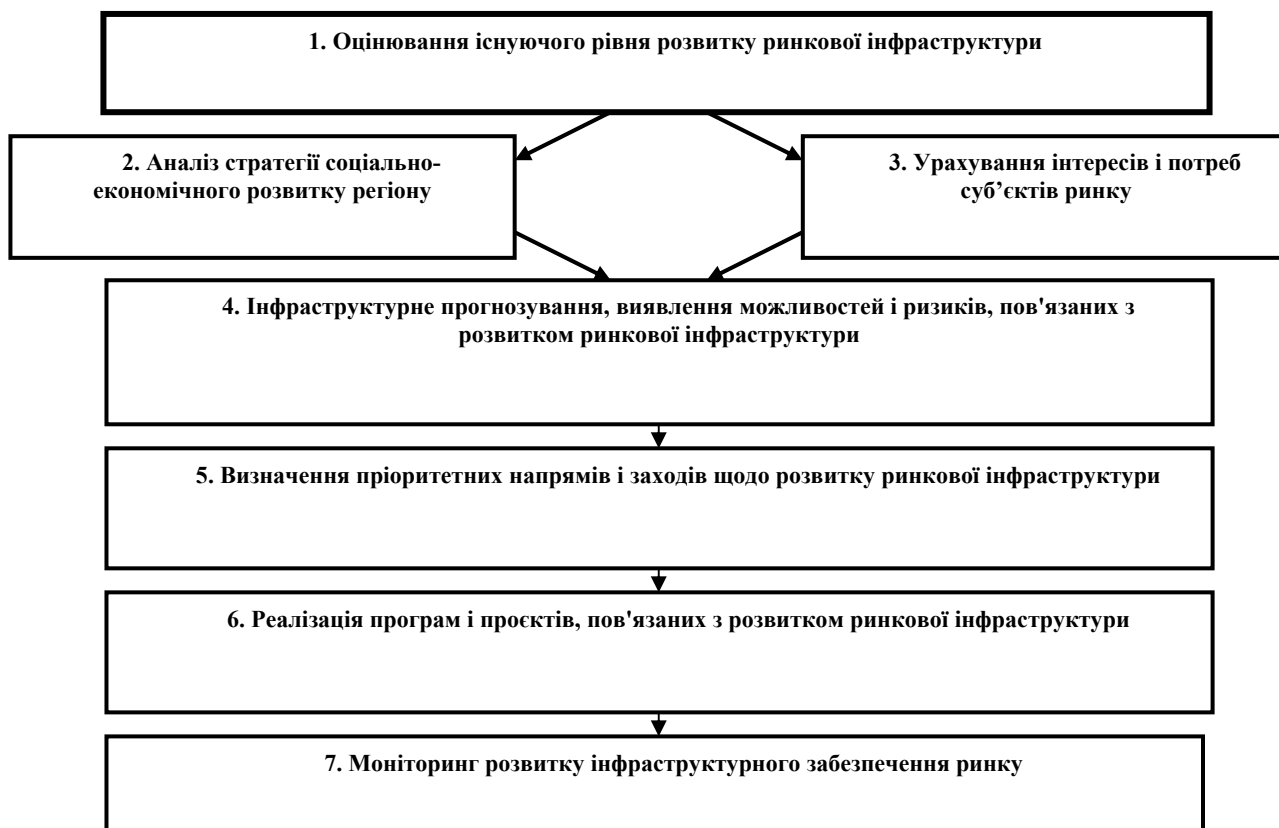 1. Оцінювання існуючого рівня розвитку ринкової інфраструктури
2. Аналіз стратегії соціально-
економічного розвитку регіону
3. Урахування інтересів і потреб
суб’єктів ринку
4. Інфраструктурне прогнозування, виявлення можливостей і ризиків, пов'язаних з
розвитком ринкової інфраструктури
5. Визначення пріоритетних напрямів і заходів щодо розвитку ринкової інфраструктури
6. Реалізація програм і проєктів, пов'язаних з розвитком ринкової інфраструктури
7. Моніторинг розвитку інфраструктурного забезпечення ринку